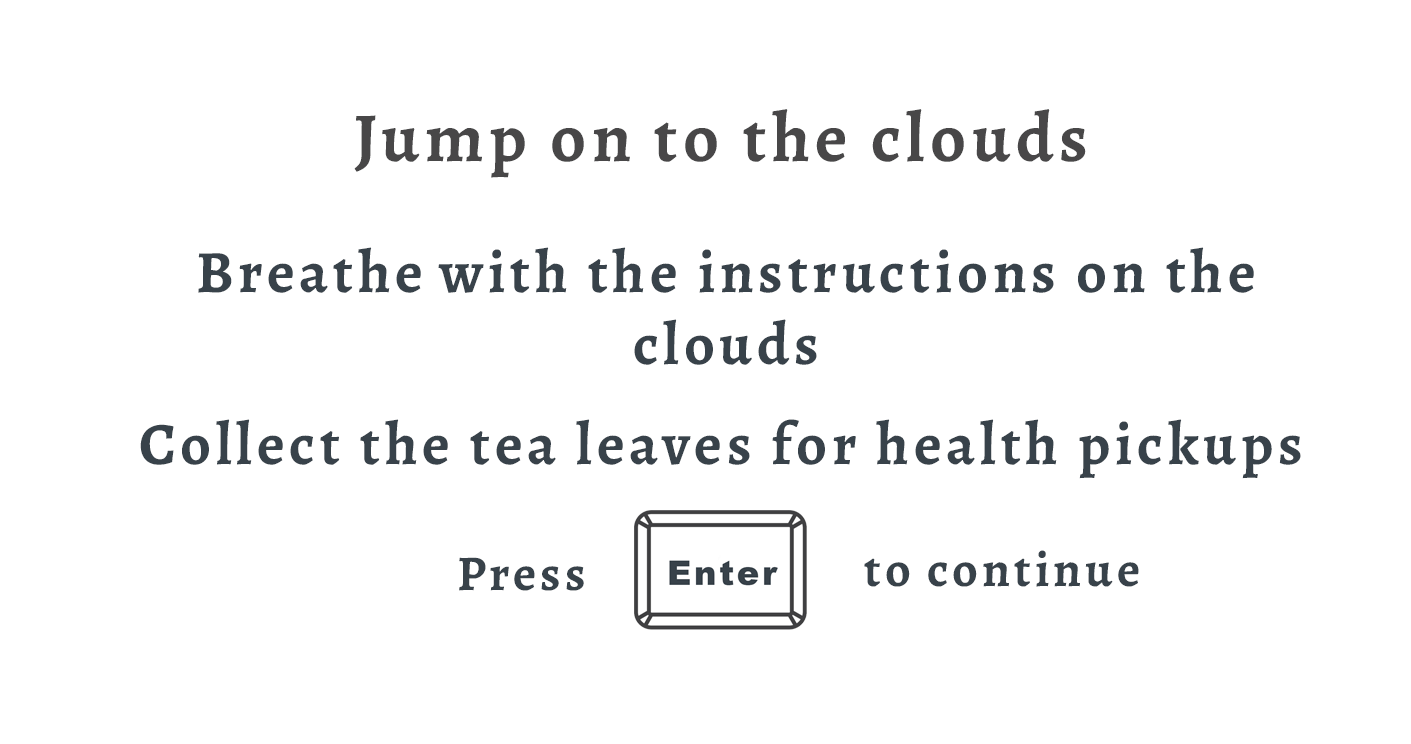 Jump on to the clouds
Breathe with the instructions on the
clouds
Collect the tea leaves for health pickups
Press Enter to continue